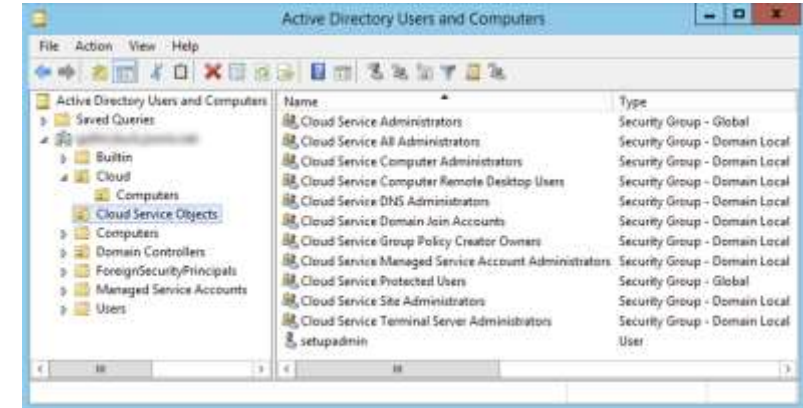 Active Directory Users and Computers
File Action View Help
Active Directory Users and Computers
Saved Queries
Builtin
Cloud
Computers
Cloud Service Objects
Computers
Domain Controllers
ForeignSecurityPrincipals
Managed Service Accounts
Users
Name Type
Cloud Service Administrators Security Group - Global
Cloud Service All Administrators Security Group - Domain Local
Cloud Service Computer Administrators Security Group - Domain Local
Cloud Service Computer Remote Desktop Users Security Group - Domain Local
Cloud Service DNS Administrators Security Group - Domain Local
Cloud Service Domain Join Accounts Security Group - Domain Local
Cloud Service Group Policy Creator Owners Security Group - Domain Local
Cloud Service Managed Service Account Administrators Security Group - Domain Local
Cloud Service Protected Users Security Group - Global
Cloud Service Site Administrators Security Group - Domain Local
Cloud Service Terminal Server Administrators Security Group - Domain Local
setupadmin User